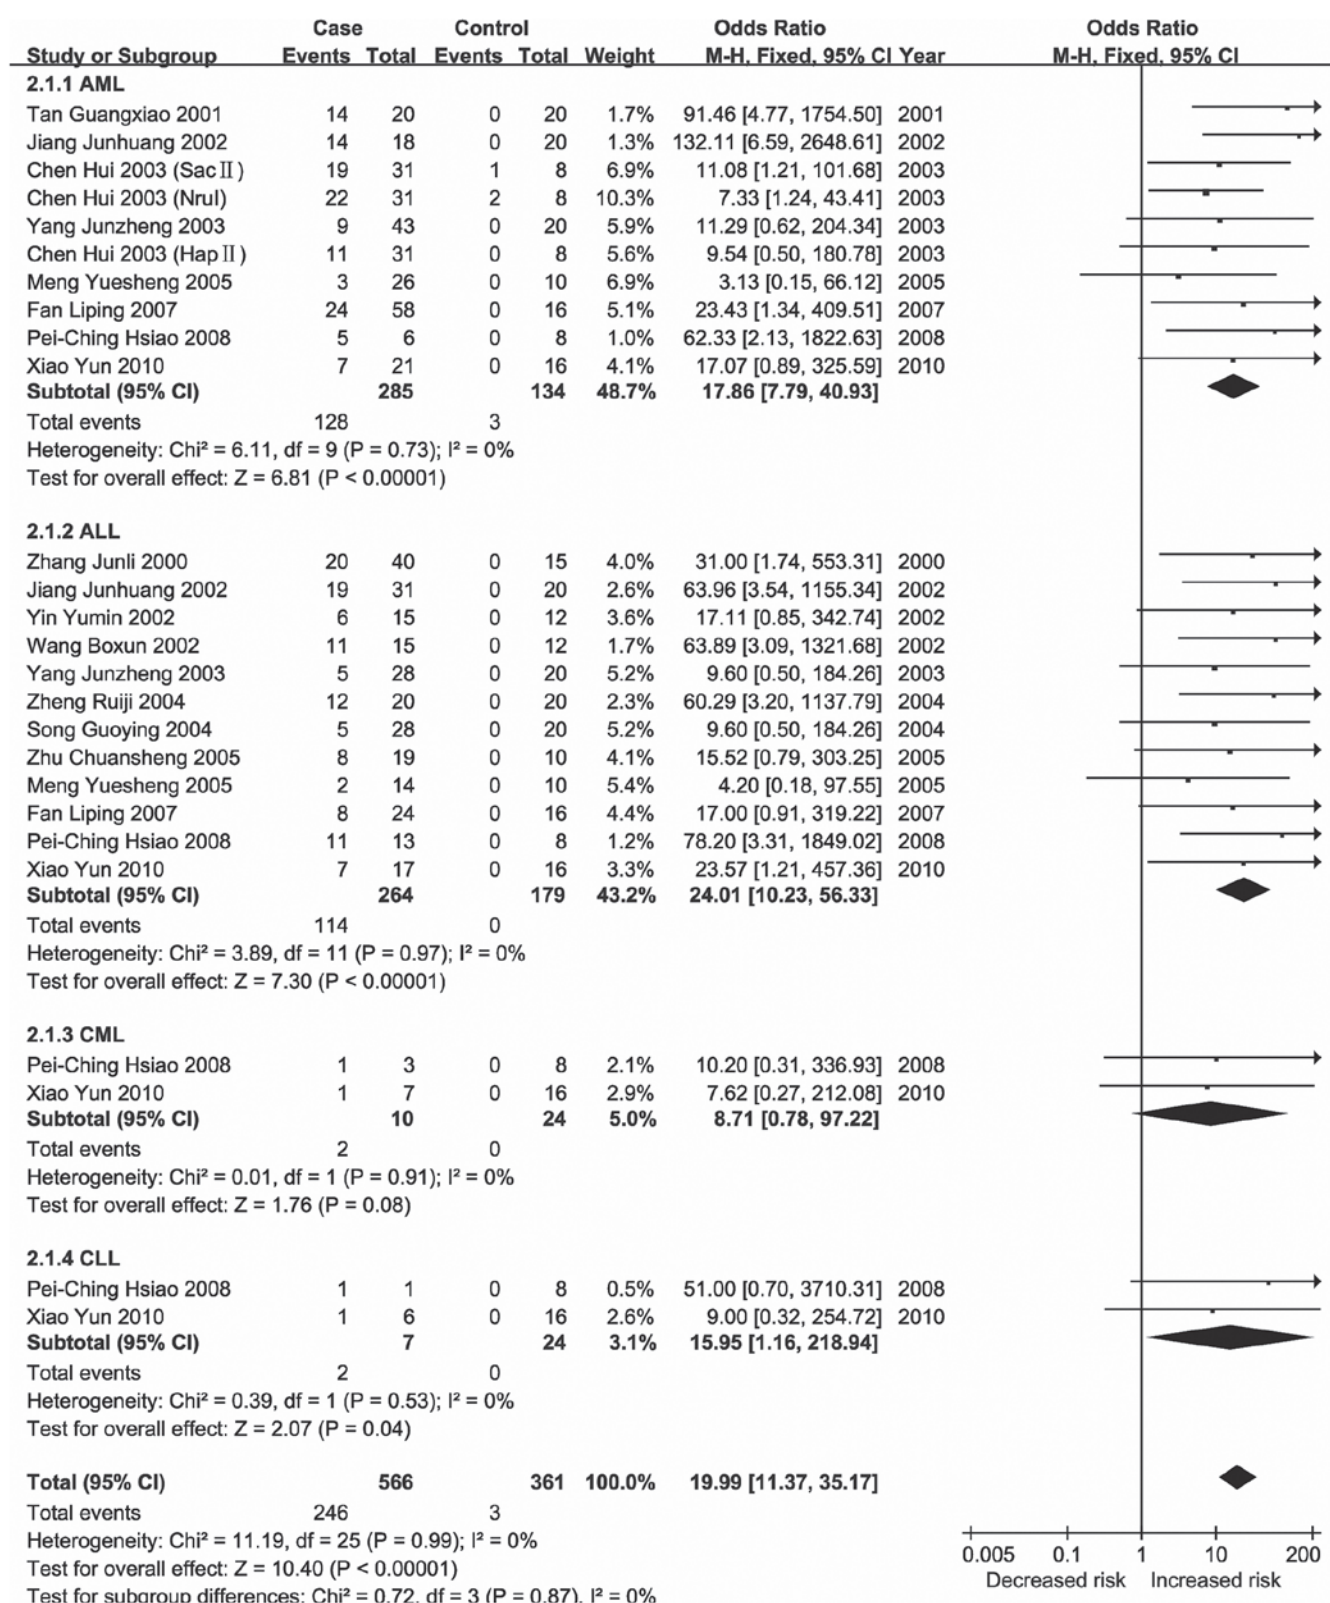 Case Control Odds Ratio Odds Ratio
Study or Subgroup Events Total Events Total Weight M-H, Fixed, 95% CI Year M-H, Fixed, 95% CI
2.1.1 AML
Tan Guangxiao 2001 14 20 0 20 1.7% 91.46 [4.77, 1754.50] 2001
Jiang Junhuang 2002 14 18 0 20 1.3% 132.11 [6.59, 2648.61] 2002
Chen Hui 2003 (SacⅡ) 19 31 1 8 6.9% 11.08 [1.21, 101.68] 2003
Chen Hui 2003 (NruI) 22 31 2 8 10.3% 7.33 [1.24, 43.41] 2003
Yang Junzheng 2003 9 43 0 20 5.9% 11.29 [0.62, 204.34] 2003
Chen Hui 2003 (HapⅡ) 11 31 0 8 5.6% 9.54 [0.50, 180.78] 2003
Meng Yuesheng 2005 3 26 0 10 6.9% 3.13 [0.15, 66.12] 2005
Fan Liping 2007 24 58 0 16 5.1% 23.43 [1.34, 409.51] 2007
Pei-Ching Hsiao 2008 5 6 0 8 1.0% 62.33 [2.13, 1822.63] 2008
Xiao Yun 2010 7 21 0 16 4.1% 17.07 [0.89, 325.59] 2010
Subtotal (95% CI) 285 134 48.7% 17.86 [7.79, 40.93]
Total events 128 3
Heterogeneity: Chi² = 6.11, df = 9 (P = 0.73); I² = 0%
Test for overall effect: Z = 6.81 (P < 0.00001)
2.1.2 ALL
Zhang Junli 2000 20 40 0 15 4.0% 31.00 [1.74, 553.31] 2000
Jiang Junhuang 2002 19 31 0 20 2.6% 63.96 [3.54, 1155.34] 2002
Yin Yumin 2002 6 15 0 12 3.6% 17.11 [0.85, 342.74] 2002
Wang Boxun 2002 11 15 0 12 1.7% 63.89 [3.09, 1321.68] 2002
Yang Junzheng 2003 5 28 0 20 5.2% 9.60 [0.50, 184.26] 2003
Zheng Ruiji 2004 12 20 0 20 2.3% 60.29 [3.20, 1137.79] 2004
Song Guoying 2004 5 28 0 20 5.2% 9.60 [0.50, 184.26] 2004
Zhu Chuansheng 2005 8 19 0 10 4.1% 15.52 [0.79, 303.25] 2005
Meng Yuesheng 2005 2 14 0 10 5.4% 4.20 [0.18, 97.55] 2005
Fan Liping 2007 8 24 0 16 4.4% 17.00 [0.91, 319.22] 2007
Pei-Ching Hsiao 2008 11 13 0 8 1.2% 78.20 [3.31, 1849.02] 2008
Xiao Yun 2010 7 17 0 16 3.3% 23.57 [1.21, 457.36] 2010
Subtotal (95% CI) 264 179 43.2% 24.01 [10.23, 56.33]
Total events 114 0
Heterogeneity: Chi² = 3.89, df = 11 (P = 0.97); I² = 0%
Test for overall effect: Z = 7.30 (P < 0.00001)
2.1.3 CML
Pei-Ching Hsiao 2008 1 3 0 8 2.1% 10.20 [0.31, 336.93] 2008
Xiao Yun 2010 1 7 0 16 2.9% 7.62 [0.27, 212.08] 2010
Subtotal (95% CI) 10 24 5.0% 8.71 [0.78, 97.22]
Total events 2 0
Heterogeneity: Chi² = 0.01, df = 1 (P = 0.91); I² = 0%
Test for overall effect: Z = 1.76 (P = 0.08)
2.1.4 CLL
Pei-Ching Hsiao 2008 1 1 0 8 0.5% 51.00 [0.70, 3710.31] 2008
Xiao Yun 2010 1 6 0 16 2.6% 9.00 [0.32, 254.72] 2010
Subtotal (95% CI) 7 24 3.1% 15.95 [1.16, 218.94]
Total events 2 0
Heterogeneity: Chi² = 0.39, df = 1 (P = 0.53); I² = 0%
Test for overall effect: Z = 2.07 (P = 0.04)
Total (95% CI) 566 361 100.0% 19.99 [11.37, 35.17]
Total events 246 3
Heterogeneity: Chi² = 11.19, df = 25 (P = 0.99); I² = 0%
Test for overall effect: Z = 10.40 (P < 0.00001)
Test for subgroup differences: Chi² = 0.72, df = 3 (P = 0.87), I² = 0%
0.005 0.1 1 10 200
Decreased risk Increased risk